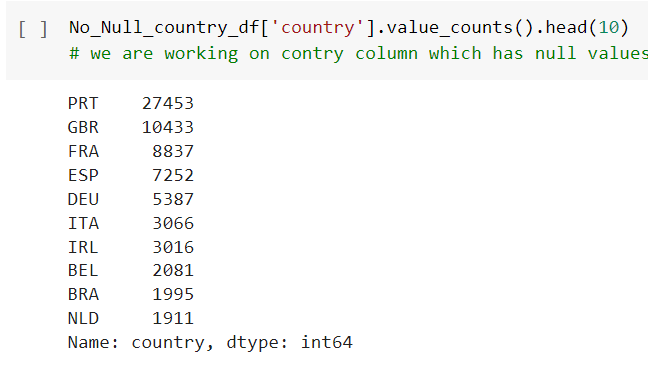 [ ] No_Null_country_df['country'].value_counts().head(10)
# we are working on contry column which has null values
PRT 27453
GBR 10433
FRA 8837
ESP 7252
DEU 5387
ITA 3066
IRL 3016
BEL 2081
BRA 1995
NLD 1911
Name: country, dtype: int64